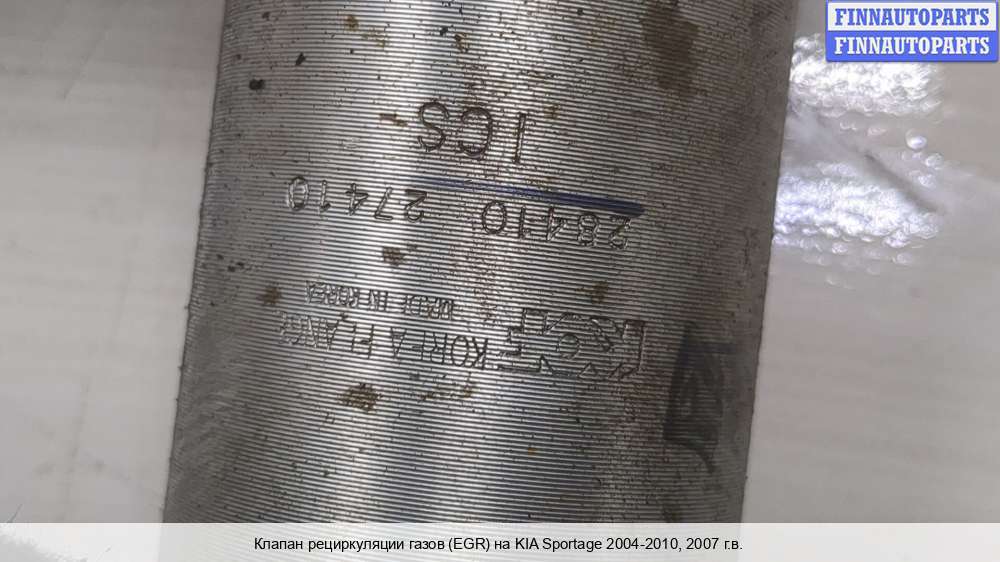 FINNAUTOPARTS
FINNAUTOPARTS
KOREA FLANGE
MADE IN KOREA
28410 27410
ICS
Клапан рециркуляции газов (EGR) на KIA Sportage 2004-2010, 2007 г.в.